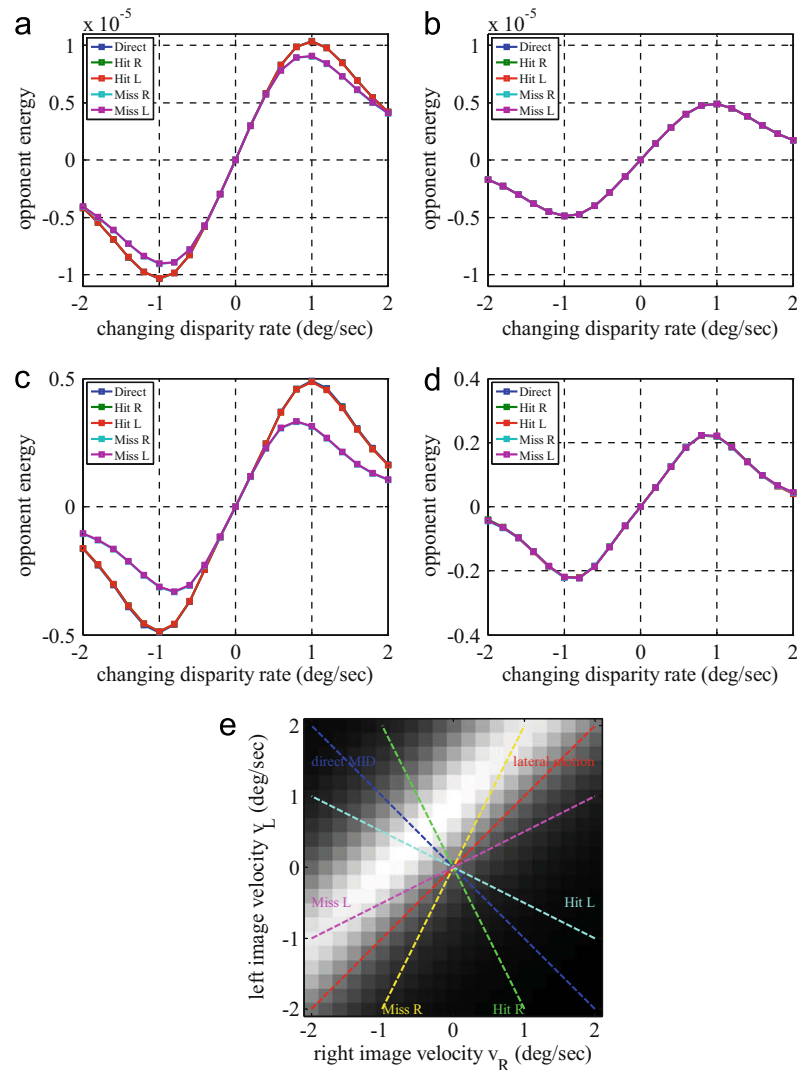 a
x 10^-5
1
0.5
0
-0.5
-1
-2 -1 0 1 2
opponent energy
changing disparity rate (deg/sec)
Direct
Hit R
Hit L
Miss R
Miss L
b
x 10^-5
1
0.5
0
-0.5
-1
-2 -1 0 1 2
opponent energy
changing disparity rate (deg/sec)
Direct
Hit R
Hit L
Miss R
Miss L
c
0.5
0
-0.5
-2 -1 0 1 2
opponent energy
changing disparity rate (deg/sec)
Direct
Hit R
Hit L
Miss R
Miss L
d
0.4
0.2
0
-0.2
-0.4
-2 -1 0 1 2
opponent energy
changing disparity rate (deg/sec)
Direct
Hit R
Hit L
Miss R
Miss L
e
2
1
0
-1
-2
-2 -1 0 1 2
left image velocity v_L (deg/sec)
right image velocity v_R (deg/sec)
direct MID
lateral motion
Miss L
Hit L
Miss R
Hit R